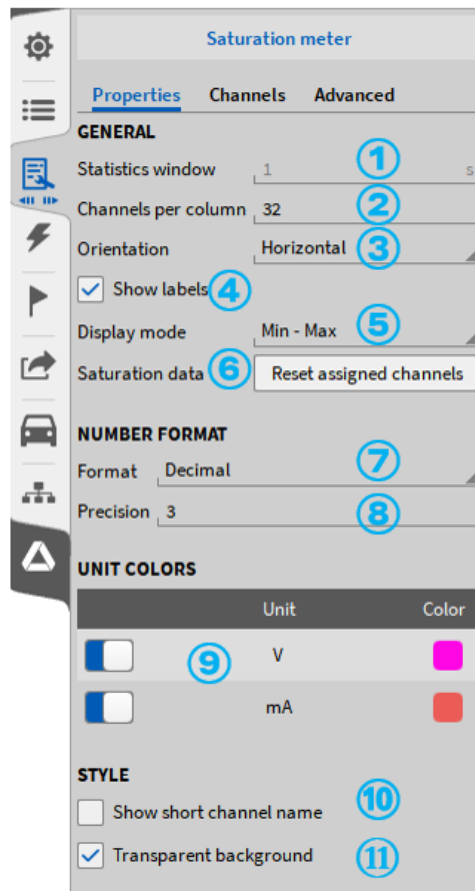 Saturation meter
Properties Channels Advanced
GENERAL
Statistics window 1 ① s
Channels per column 32 ②
Orientation Horizontal ③
Show labels ④
Display mode Min - Max ⑤
Saturation data ⑥ Reset assigned channels
NUMBER FORMAT
Format Decimal ⑦
Precision 3 ⑧
UNIT COLORS
Unit Color
⑨ V
mA
STYLE
Show short channel name ⑩
Transparent background ⑪